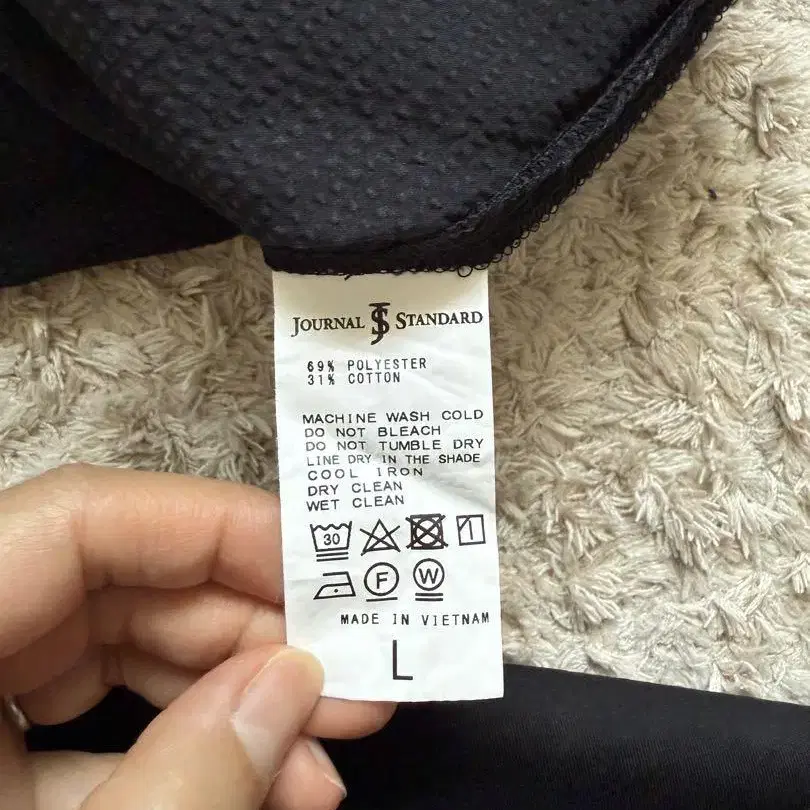 JOURNAL JS STANDARD
69% POLYESTER
31% COTTON
MACHINE WASH COLD
DO NOT BLEACH
DO NOT TUMBLE DRY
LINE DRY IN THE SHADE
COOL IRON
DRY CLEAN
WET CLEAN
30
F W
MADE IN VIETNAM
L